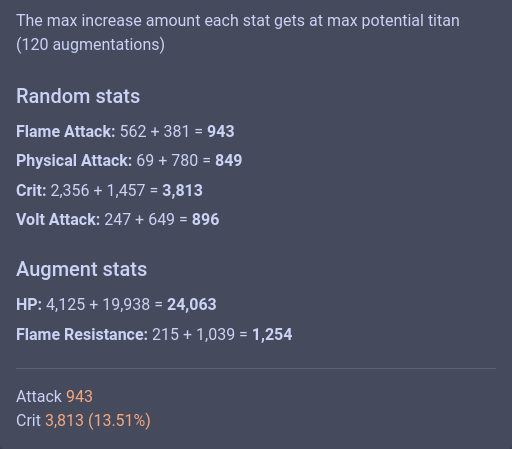 The max increase amount each stat gets at max potential titan
(120 augmentations)
Random stats
Flame Attack: 562 + 381 = 943
Physical Attack: 69 + 780 = 849
Crit: 2,356 + 1,457 = 3,813
Volt Attack: 247 + 649 = 896
Augment stats
HP: 4,125 + 19,938 = 24,063
Flame Resistance: 215 + 1,039 = 1,254
Attack 943
Crit 3,813 (13.51%)